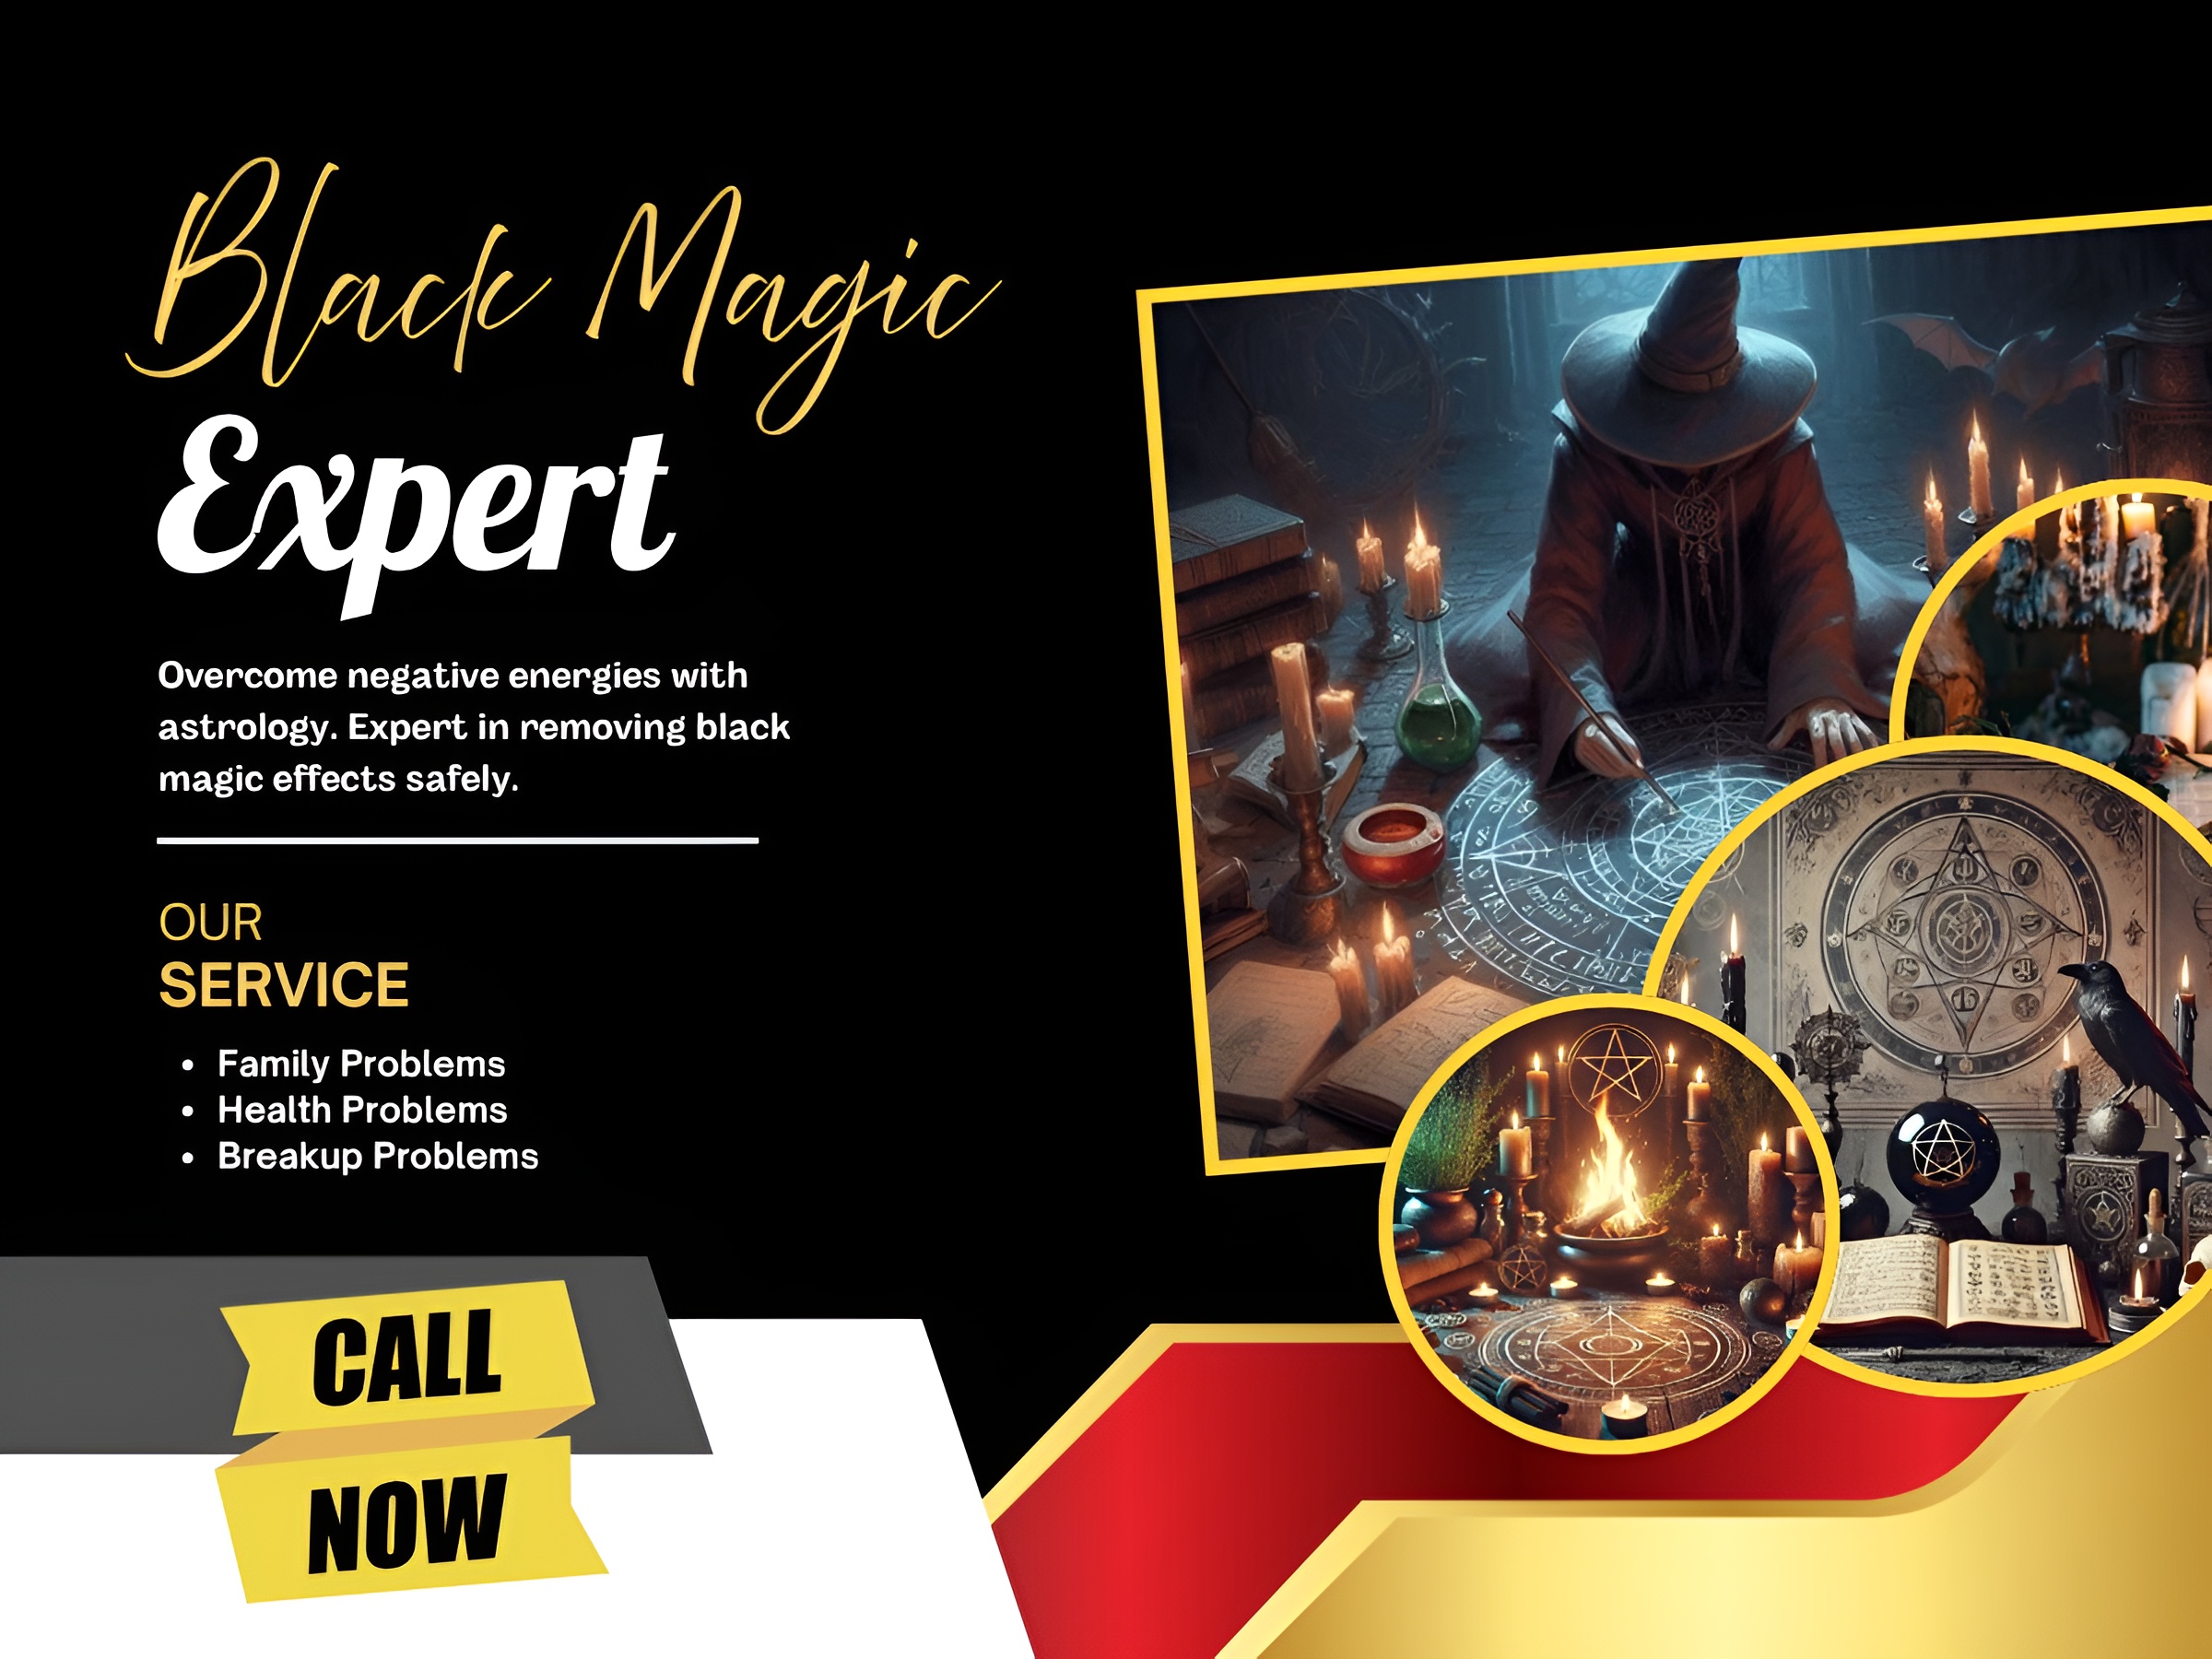 Black Magic
Expert
Overcome negative energies with
astrology. Expert in removing black
magic effects safely.
OUR
SERVICE
• Family Problems
• Health Problems
• Breakup Problems
CALL
NOW